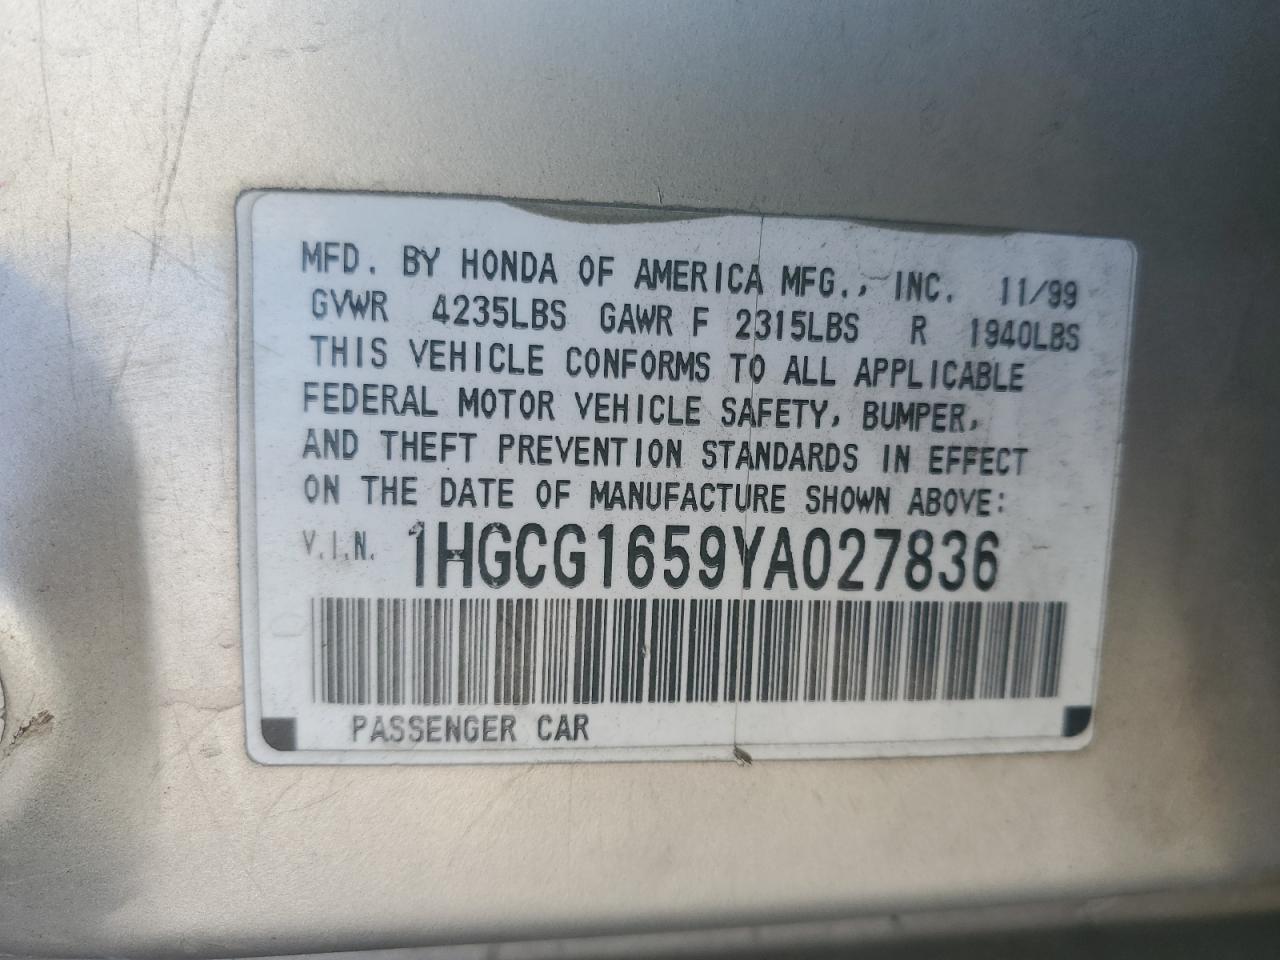 MFD. BY HONDA OF AMERICA MFG., INC. 11/99
GVWR 4235LBS GAWR F 2315LBS R 1940LBS
THIS VEHICLE CONFORMS TO ALL APPLICABLE
FEDERAL MOTOR VEHICLE SAFETY, BUMPER,
AND THEFT PREVENTION STANDARDS IN EFFECT
ON THE DATE OF MANUFACTURE SHOWN ABOVE:
V.I.N. 1HGCG1659YA027836
PASSENGER CAR